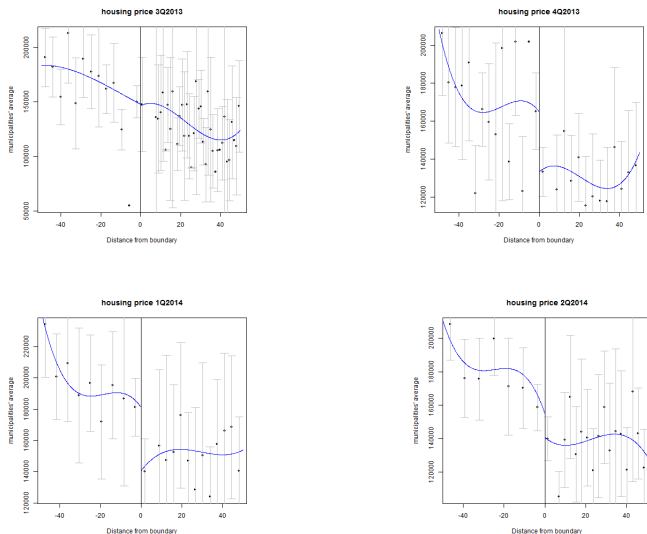 housing price 3Q2013
municipalities' average
200000
150000
100000
50000
-40 -20 0 20 40
Distance from boundary
housing price 4Q2013
municipalities' average
200000
180000
160000
140000
120000
-40 -20 0 20 40
Distance from boundary
housing price 1Q2014
municipalities' average
220000
200000
180000
160000
140000
120000
-40 -20 0 20 40
Distance from boundary
housing price 2Q2014
municipalities' average
200000
180000
160000
140000
120000
-40 -20 0 20 40
Distance from boundary